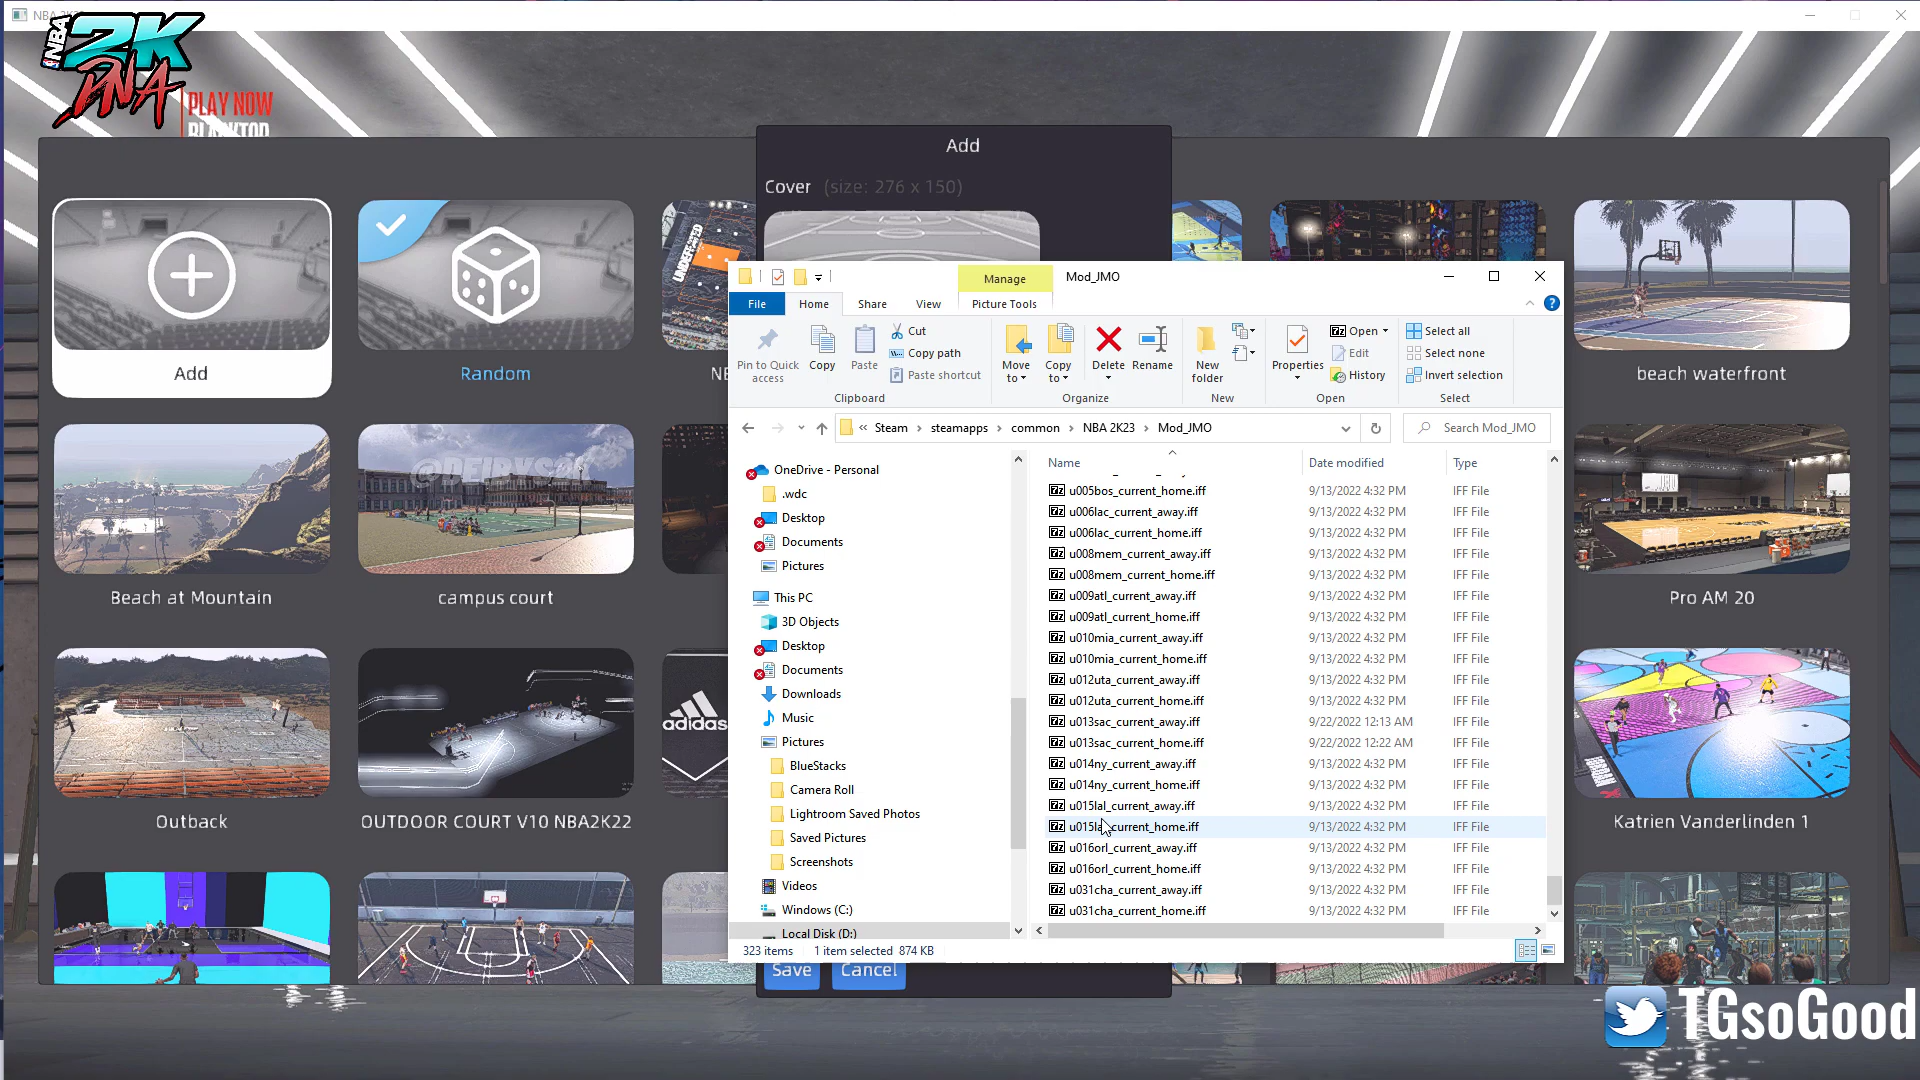 NBA 2K
NBA 2K
DNA
PLAY NOW
BLACKTOP
Add
Cover (size: 276 x 150)
Add
Random
UNDEFEATED
beach waterfront
Beach at Mountain
campus court
Pro AM 20
Outback
OUTDOOR COURT V10 NBA2K22
adidas
Katrien Vanderlinden 1
Manage
Mod_JMO
File
Home
Share
View
Picture Tools
Pin to Quick access
Copy
Paste
Cut
Copy path
Paste shortcut
Clipboard
Move to
Copy to
Delete
Rename
Organize
New folder
New
Properties
Open
Edit
History
Open
Select all
Select none
Invert selection
Select
« Steam > steamapps > common > NBA 2K23 > Mod_JMO
Search Mod_JMO
OneDrive - Personal
.wdc
Desktop
Documents
Pictures
This PC
3D Objects
Desktop
Documents
Downloads
Music
Pictures
BlueStacks
Camera Roll
Lightroom Saved Photos
Saved Pictures
Screenshots
Videos
Windows (C:)
Local Disk (D:)
Name Date modified Type
u005bos_current_home.iff 9/13/2022 4:32 PM IFF File
u006lac_current_away.iff 9/13/2022 4:32 PM IFF File
u006lac_current_home.iff 9/13/2022 4:32 PM IFF File
u008mem_current_away.iff 9/13/2022 4:32 PM IFF File
u008mem_current_home.iff 9/13/2022 4:32 PM IFF File
u009atl_current_away.iff 9/13/2022 4:32 PM IFF File
u009atl_current_home.iff 9/13/2022 4:32 PM IFF File
u010mia_current_away.iff 9/13/2022 4:32 PM IFF File
u010mia_current_home.iff 9/13/2022 4:32 PM IFF File
u012uta_current_away.iff 9/13/2022 4:32 PM IFF File
u012uta_current_home.iff 9/13/2022 4:32 PM IFF File
u013sac_current_away.iff 9/22/2022 12:13 AM IFF File
u013sac_current_home.iff 9/22/2022 12:22 AM IFF File
u014ny_current_away.iff 9/13/2022 4:32 PM IFF File
u014ny_current_home.iff 9/13/2022 4:32 PM IFF File
u015lal_current_away.iff 9/13/2022 4:32 PM IFF File
u015lal_current_home.iff 9/13/2022 4:32 PM IFF File
u016orl_current_away.iff 9/13/2022 4:32 PM IFF File
u016orl_current_home.iff 9/13/2022 4:32 PM IFF File
u031cha_current_away.iff 9/13/2022 4:32 PM IFF File
u031cha_current_home.iff 9/13/2022 4:32 PM IFF File
323 items 1 item selected 874 KB
Save
Cancel
TGsoGood